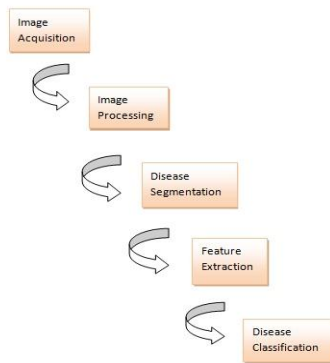 Image
Acquisition
Image
Processing
Disease
Segmentation
Feature
Extraction
Disease
Classification